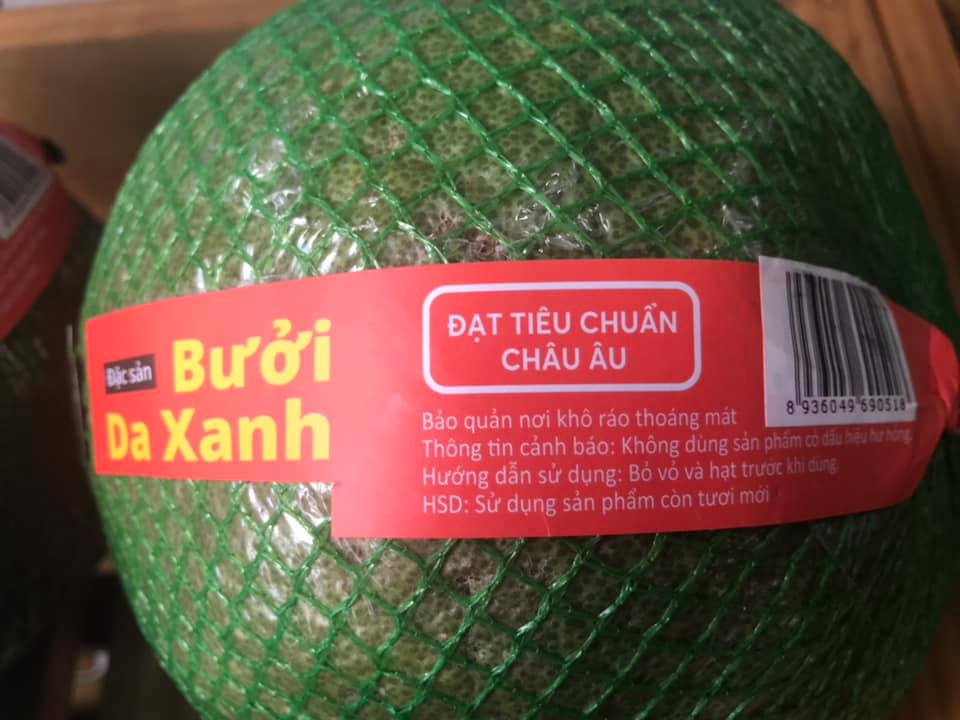 Đặc sản
Bưởi
Da Xanh
ĐẠT TIÊU CHUẨN
CHÂU ÂU
Bảo quản nơi khô ráo thoáng mát
Thông tin cảnh báo: Không dùng sản phẩm có dấu hiệu hư hỏng.
Hướng dẫn sử dụng: Bỏ vỏ và hạt trước khi dùng.
HSD: Sử dụng sản phẩm còn tươi mới
8 936049 690518